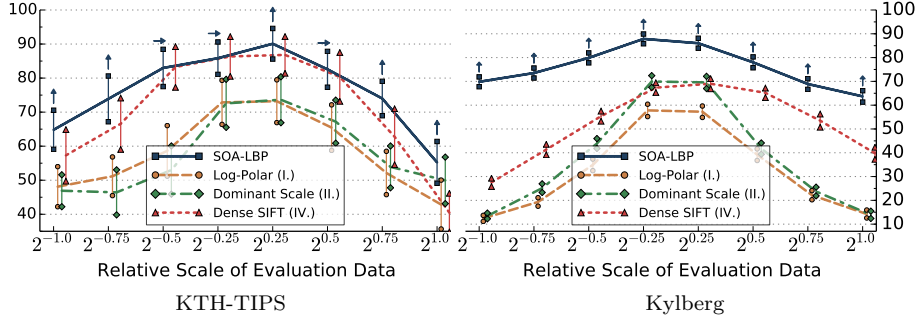 100
90
80
70
60
50
40
SOA-LBP
Log-Polar (I.)
Dominant Scale (II.)
Dense SIFT (IV.)
2^−1.0 2^−0.75 2^−0.5 2^−0.25 2^0.25 2^0.5 2^0.75 2^1.0
Relative Scale of Evaluation Data
KTH-TIPS
100
90
80
70
60
50
40
30
20
10
SOA-LBP
Log-Polar (I.)
Dominant Scale (II.)
Dense SIFT (IV.)
2^−1.0 2^−0.75 2^−0.5 2^−0.25 2^0.25 2^0.5 2^0.75 2^1.0
Relative Scale of Evaluation Data
Kylberg